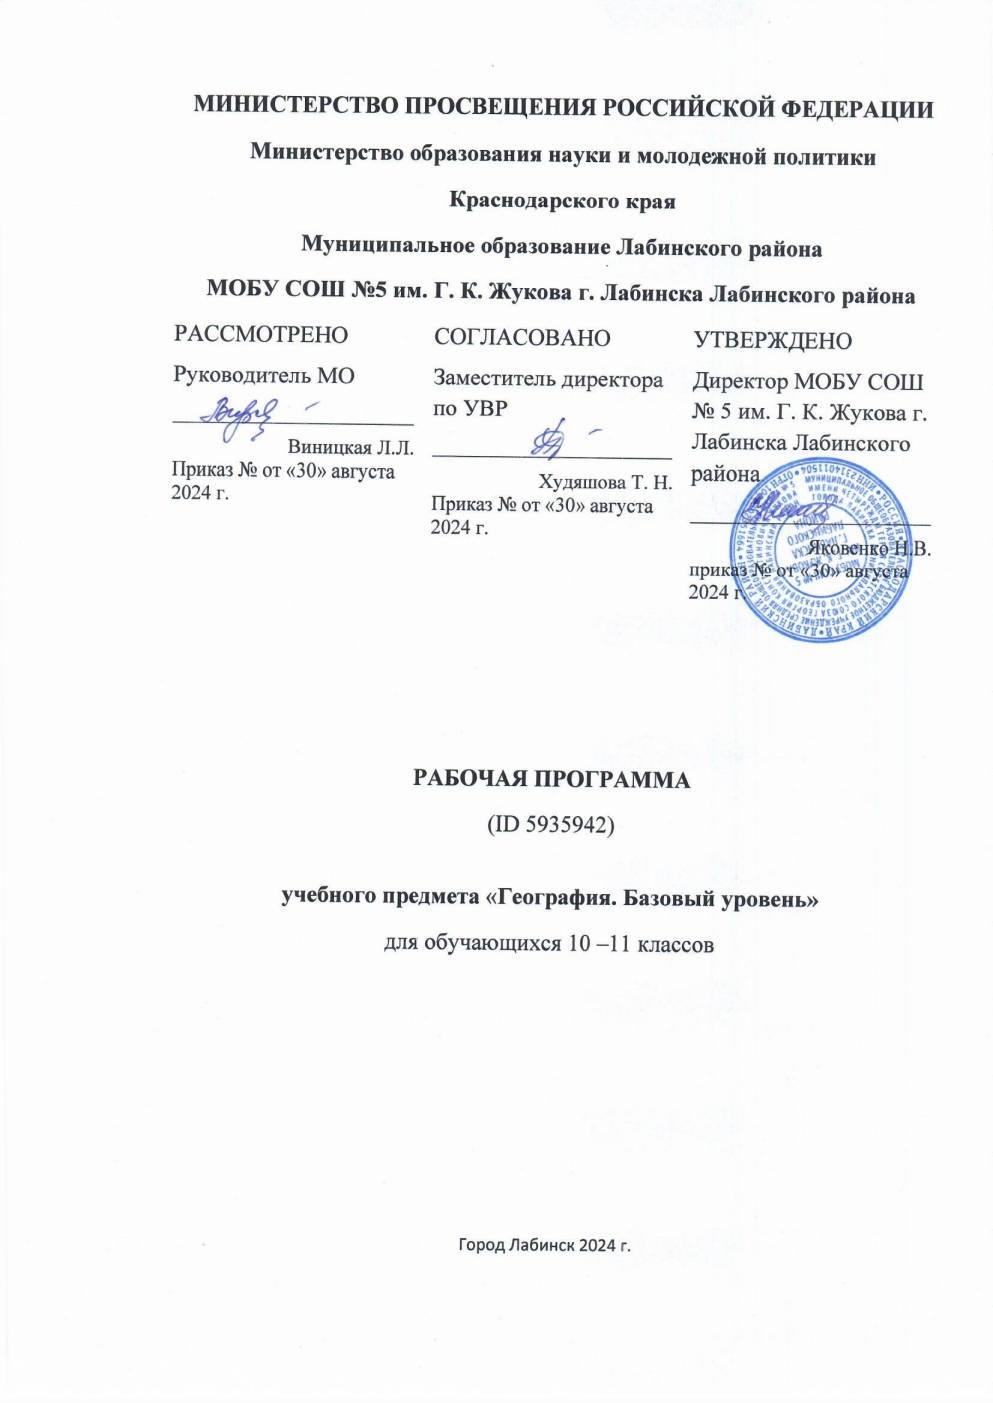 МИНИСТЕРСТВО ПРОСВЕЩЕНИЯ РОССИЙСКОЙ ФЕДЕРАЦИИ
Министерство образования науки и молодежной политики
Краснодарского края
Муниципальное образование Лабинского района
МОБУ СОШ №5 им. Г. К. Жукова г. Лабинска Лабинского района
РАССМОТРЕНО
Руководитель МО
Виницкая Л.Л.
Приказ № от «30» августа
2024 г.
СОГЛАСОВАНО
Заместитель директора
по УВР
Худяшова Т. Н.
Приказ № от «30» августа
2024 г.
УТВЕРЖДЕНО
Директор МОБУ СОШ
№ 5 им. Г. К. Жукова г.
Лабинска Лабинского
района
Яковенко Н.В.
приказ № от «30» августа
2024 г.
РАБОЧАЯ ПРОГРАММА
(ID 5935942)
учебного предмета «География. Базовый уровень»
для обучающихся 10 –11 классов
Город Лабинск 2024 г.